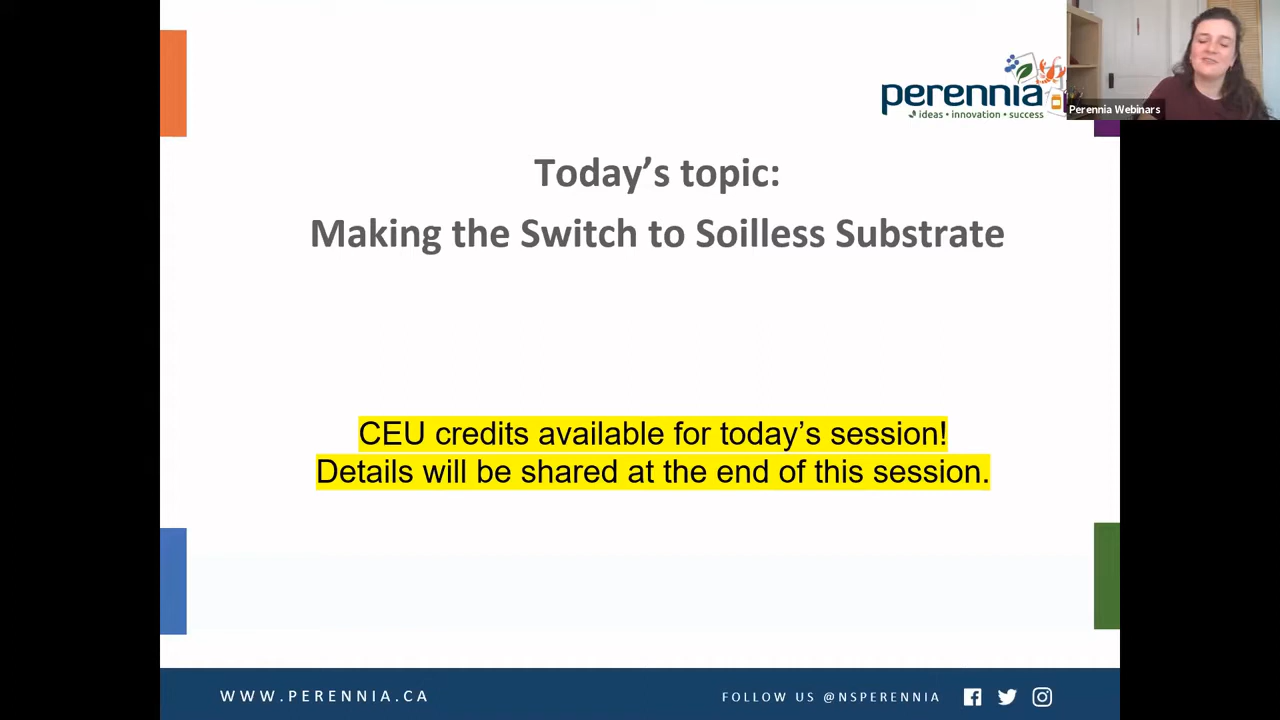 perennia
ideas • innovation • success
Perennia Webinars
Today's topic:
Making the Switch to Soilless Substrate
CEU credits available for today's session!
Details will be shared at the end of this session.
WWW.PERENNIA.CA
FOLLOW US @NSPERENNIA